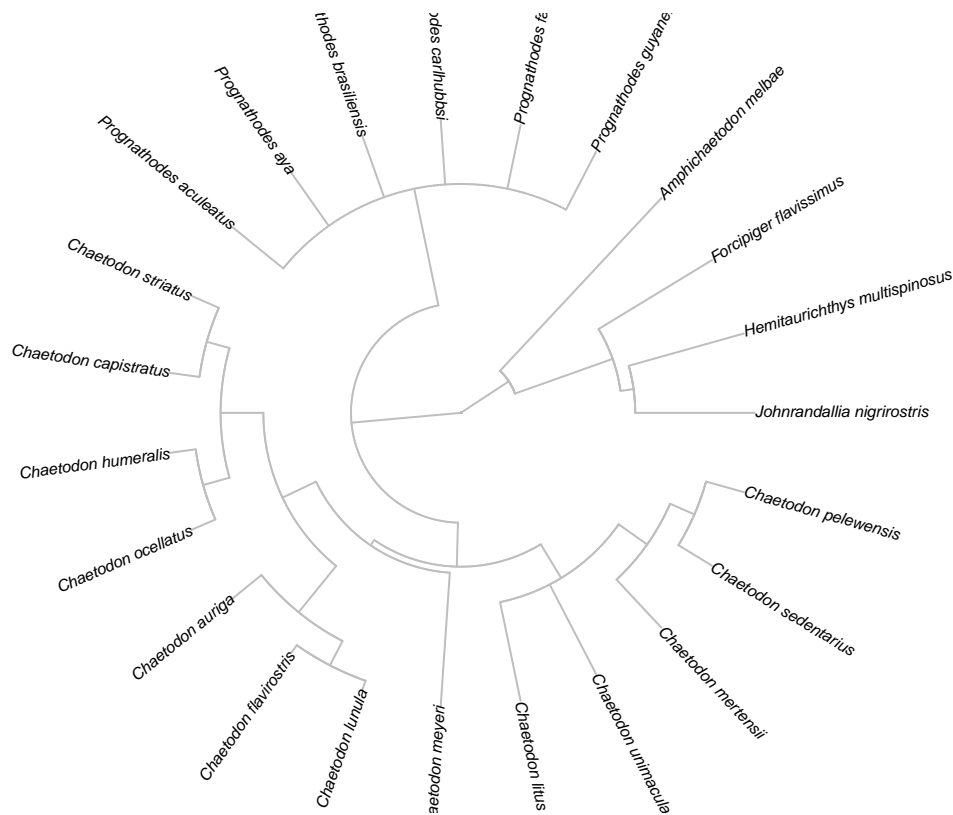 Prognathodes aculeatus
Prognathodes aya
thodes brasiliensis
odes carlhubbsi
Prognathodes fa
Prognathodes guyane
Amphichaetodon melbae
Forcipiger flavissimus
Hemitaurichthys multispinosus
Johnrandallia nigrirostris
Chaetodon pelewensis
Chaetodon sedentarius
Chaetodon mertensii
Chaetodon unimacula
Chaetodon litus
aetodon meyeri
Chaetodon lunula
Chaetodon flavirostris
Chaetodon auriga
Chaetodon ocellatus
Chaetodon humeralis
Chaetodon capistratus
Chaetodon striatus